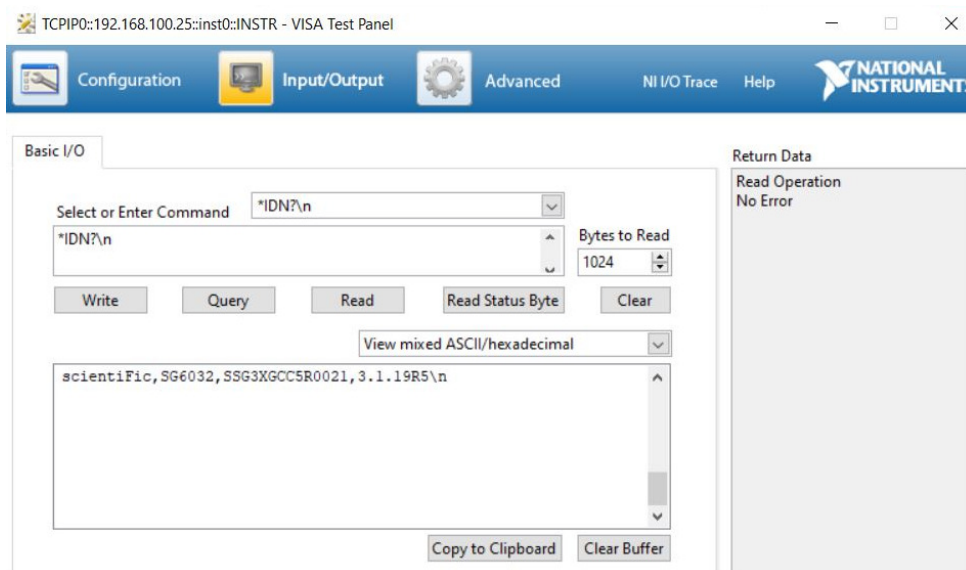 TCPIP0::192.168.100.25::inst0::INSTR - VISA Test Panel
Configuration
Input/Output
Advanced
NI I/O Trace
Help
NATIONAL
INSTRUMENTS
Basic I/O
Select or Enter Command
*IDN?\n
*IDN?\n
Bytes to Read
1024
Write
Query
Read
Read Status Byte
Clear
View mixed ASCII/hexadecimal
scientiFic,SG6032,SSG3XGCC5R0021,3.1.19R5\n
Copy to Clipboard
Clear Buffer
Return Data
Read Operation
No Error